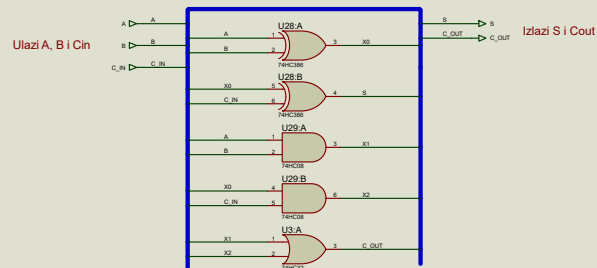 U28:A
A A S S
A 1 3 X0
Ulazi A, B i Cin B B B 2 C_OUT C_OUT Izlazi S i Cout
74HC386
C_IN C_IN
U28:B
X0 5 4 S
C_IN 6
74HC386
U29:A
A 1 3 X1
B 2
74HC08
U29:B
X0 4 6 X2
C_IN 5
74HC08
U3:A
X1 1 3 C_OUT
X2 2
74HC32